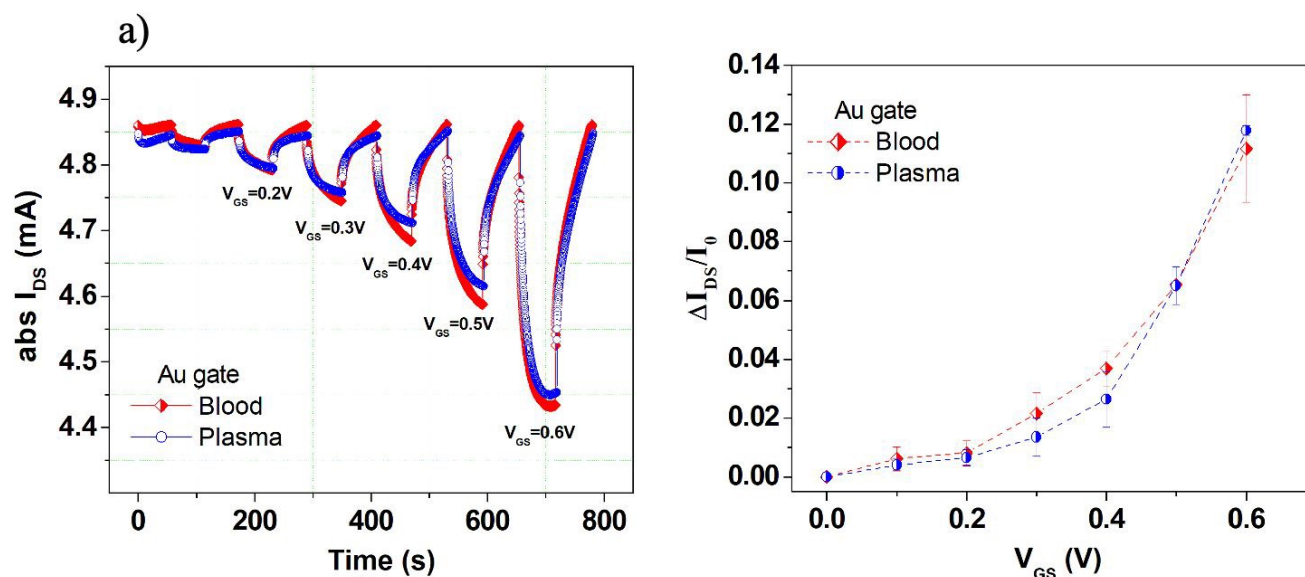 a)
abs I_DS (mA)
4.9
4.8
4.7
4.6
4.5
4.4
V_GS=0.2V
V_GS=0.3V
V_GS=0.4V
V_GS=0.5V
V_GS=0.6V
Au gate
Blood
Plasma
0 200 400 600 800
Time (s)
ΔI_DS/I_0
0.14
0.12
0.10
0.08
0.06
0.04
0.02
0.00
Au gate
Blood
Plasma
0.0 0.2 0.4 0.6
V_GS (V)